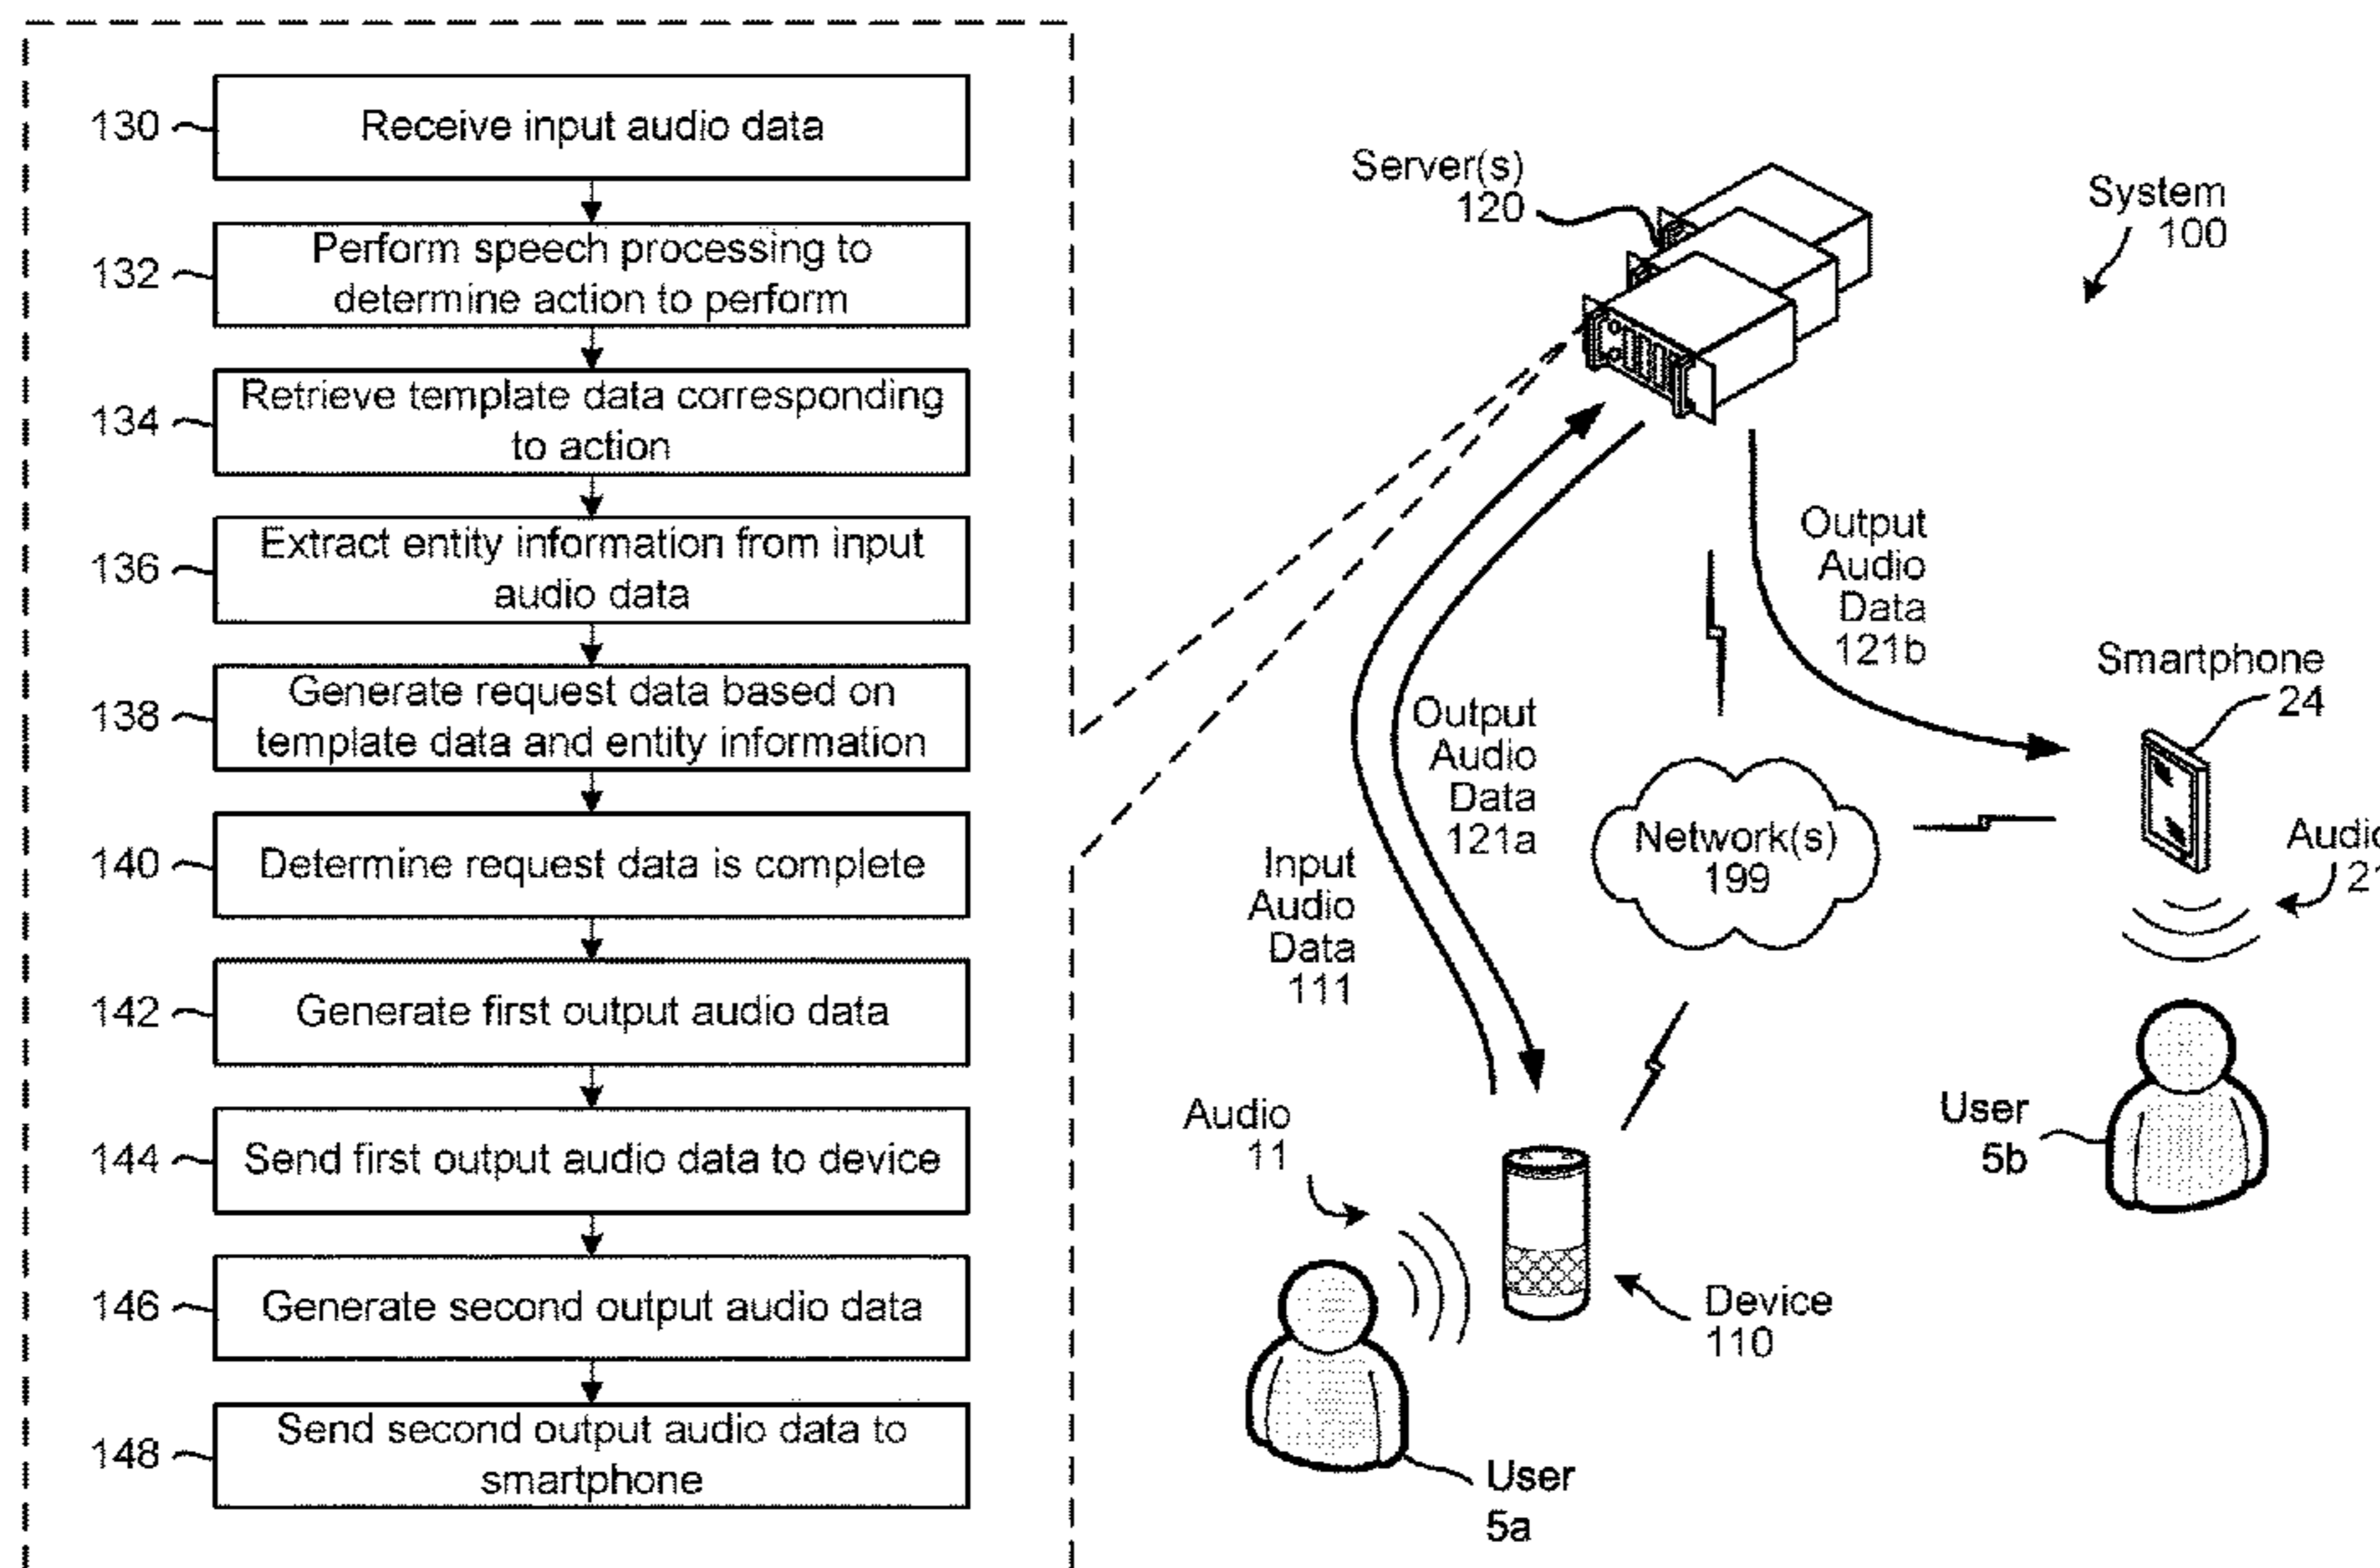 130
Receive input audio data
132
Perform speech processing to
determine action to perform
134
Retrieve template data corresponding
to action
136
Extract entity information from input
audio data
138
Generate request data based on
template data and entity information
140
Determine request data is complete
142
Generate first output audio data
144
Send first output audio data to device
146
Generate second output audio data
148
Send second output audio data to
smartphone
Server(s)
120
System
100
Output
Audio
Data
121b
Smartphone
24
Output
Audio
Data
121a
Network(s)
199
Input
Audio
Data
111
Audio
11
User
5b
Device
110
User
5a